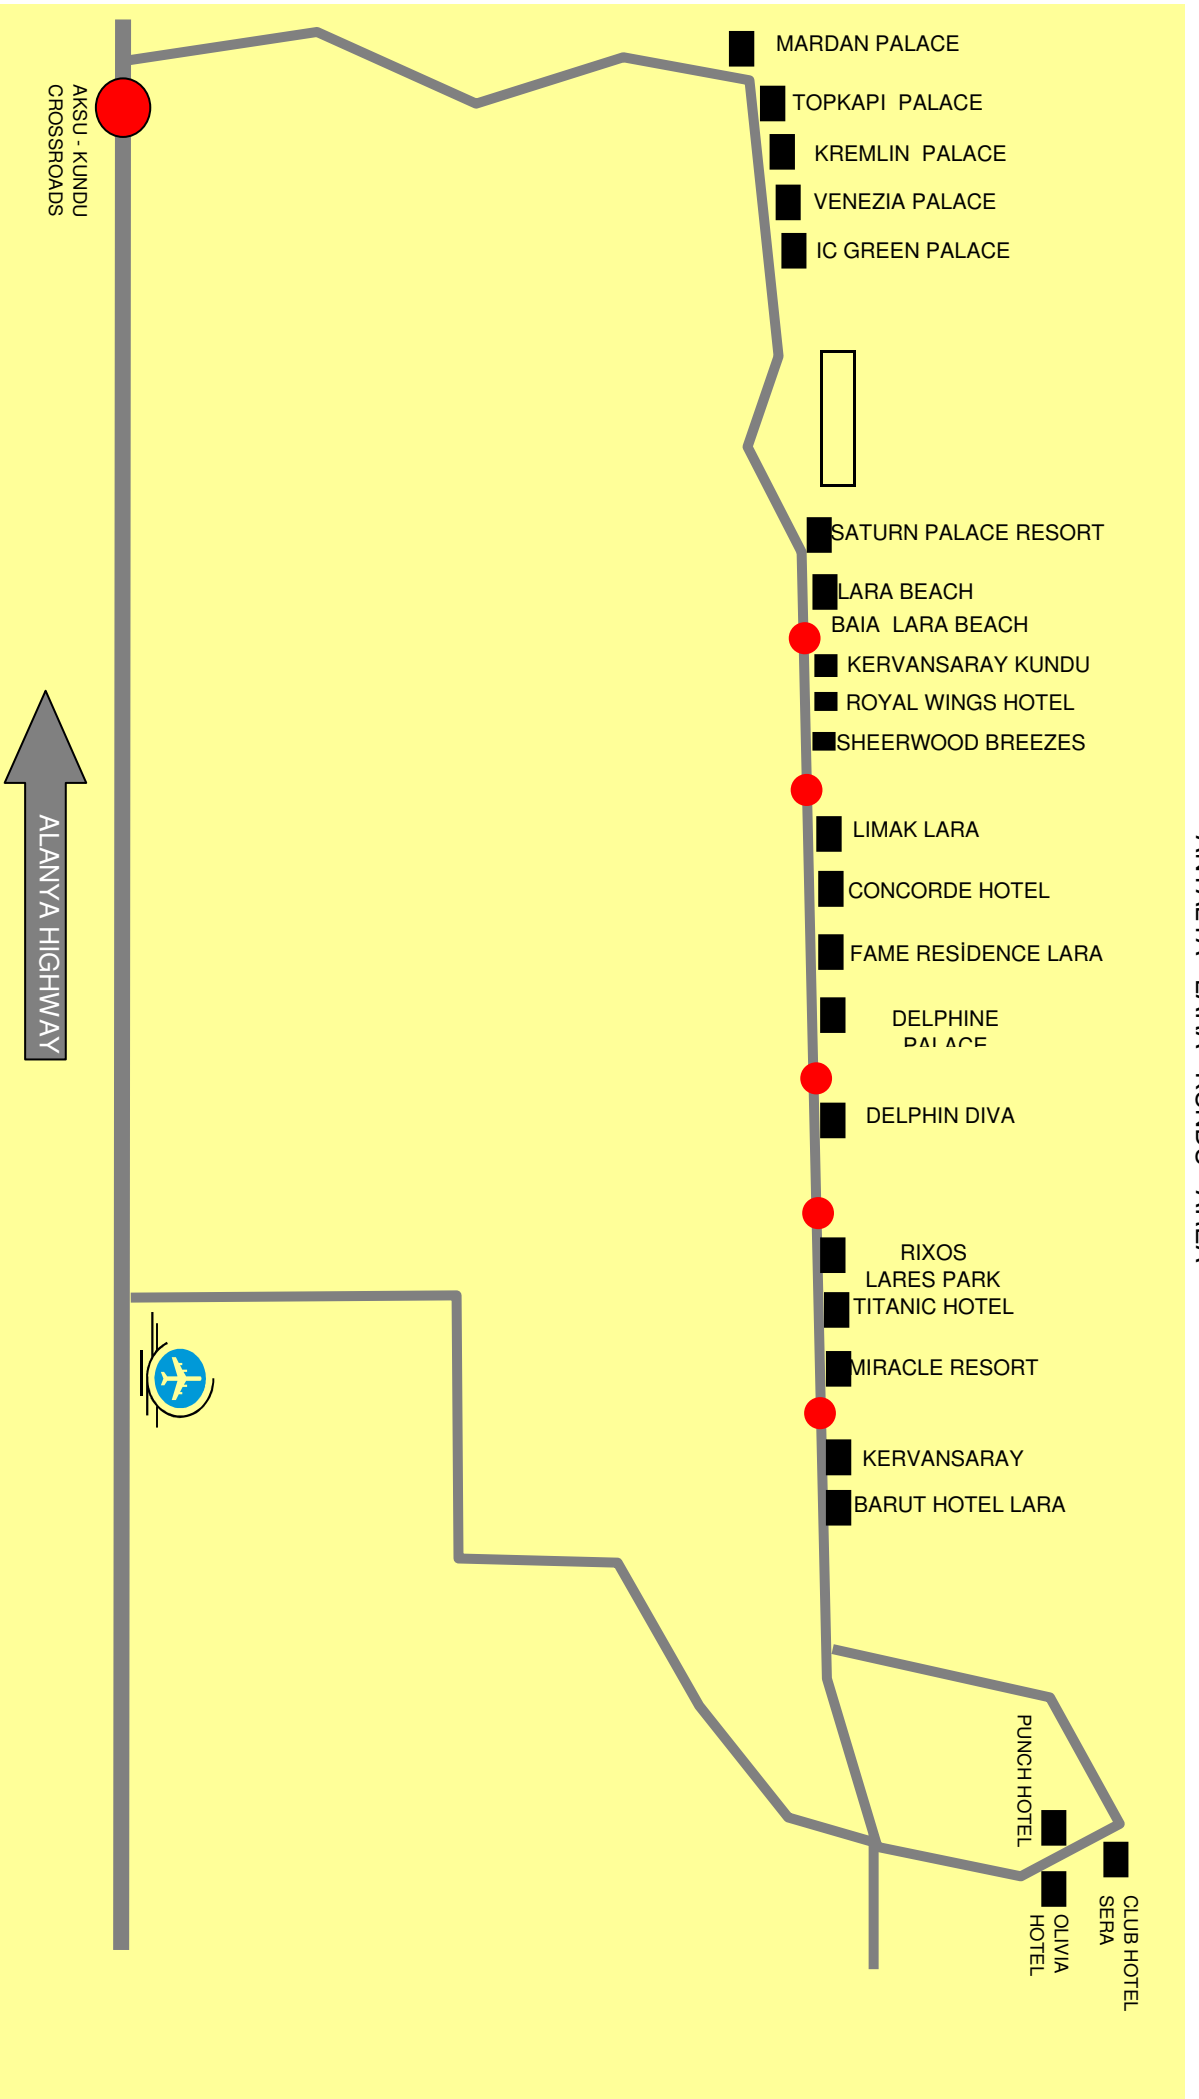 MARDAN PALACE
TOPKAPI PALACE
KREMLIN PALACE
VENEZIA PALACE
IC GREEN PALACE
AKSU - KUNDU
CROSSROADS
SATURN PALACE RESORT
LARA BEACH
BAIA LARA BEACH
KERVANSARAY KUNDU
ROYAL WINGS HOTEL
SHEERWOOD BREEZES
LIMAK LARA
CONCORDE HOTEL
FAME RESİDENCE LARA
DELPHINE
PALACE
DELPHIN DIVA
RIXOS
LARES PARK
TITANIC HOTEL
MIRACLE RESORT
KERVANSARAY
BARUT HOTEL LARA
ALANYA HIGHWAY
PUNCH HOTEL
CLUB HOTEL
SERA
OLIVIA
HOTEL